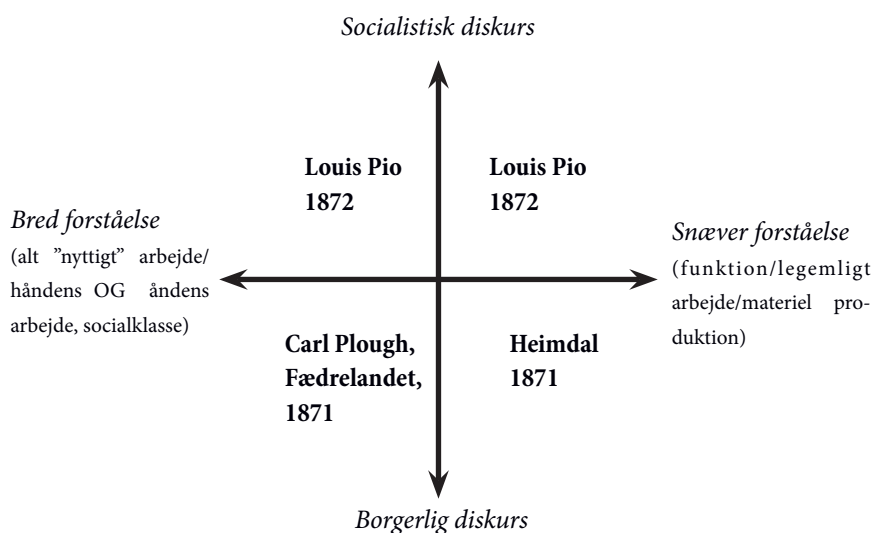 Socialistisk diskurs
Louis Pio
1872
Louis Pio
1872
Bred forståelse
(alt ”nyttigt” arbejde/
håndens OG åndens
arbejde, socialklasse)
Snæver forståelse
(funktion/legemligt
arbejde/materiel pro-
duktion)
Carl Plough,
Fædrelandet,
1871
Heimdal
1871
Borgerlig diskurs